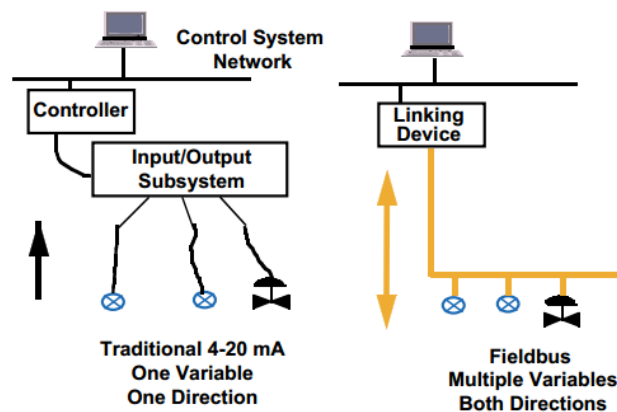 Control System
Network
Controller
Input/Output
Subsystem
Traditional 4-20 mA
One Variable
One Direction
Linking
Device
Fieldbus
Multiple Variables
Both Directions